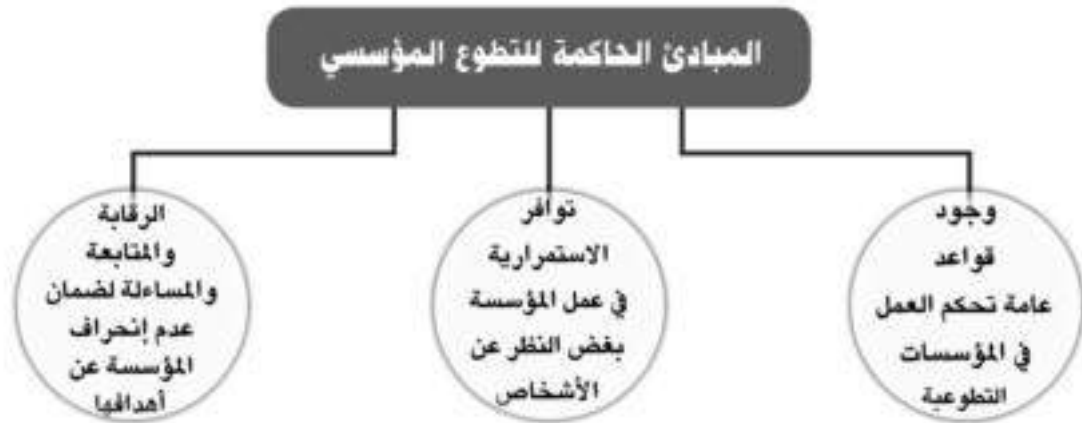 المبادئ الحاكمة للتطوع المؤسسي
وجود
قواعد
عامة تحكم العمل
في المؤسسات
التطوعية
توافر
الاستمرارية
في عمل المؤسسة
بغض النظر عن
الأشخاص
الرقابة
والمتابعة
والمساءلة لضمان
عدم إنحراف
المؤسسة عن
أهدافها